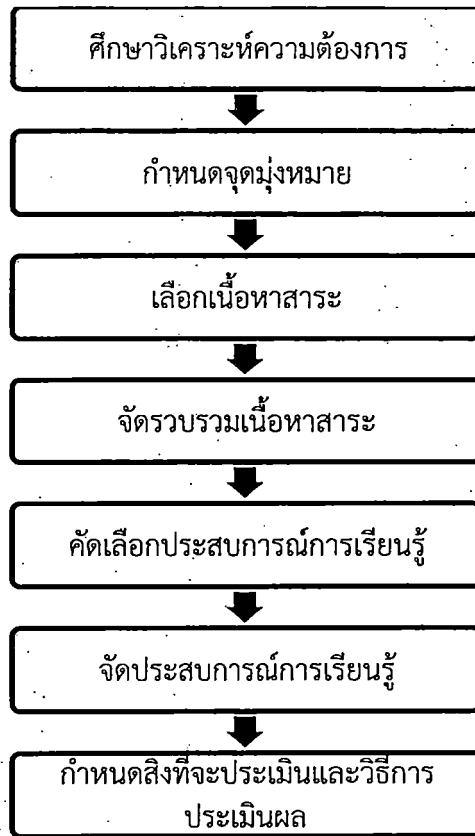 ศึกษาวิเคราะห์ความต้องการ
กำหนดจุดมุ่งหมาย
เลือกเนื้อหาสาระ
จัดรวบรวมเนื้อหาสาระ
คัดเลือกประสบการณ์การเรียนรู้
จัดประสบการณ์การเรียนรู้
กำหนดสิ่งที่จะประเมินและวิธีการ
ประเมินผล